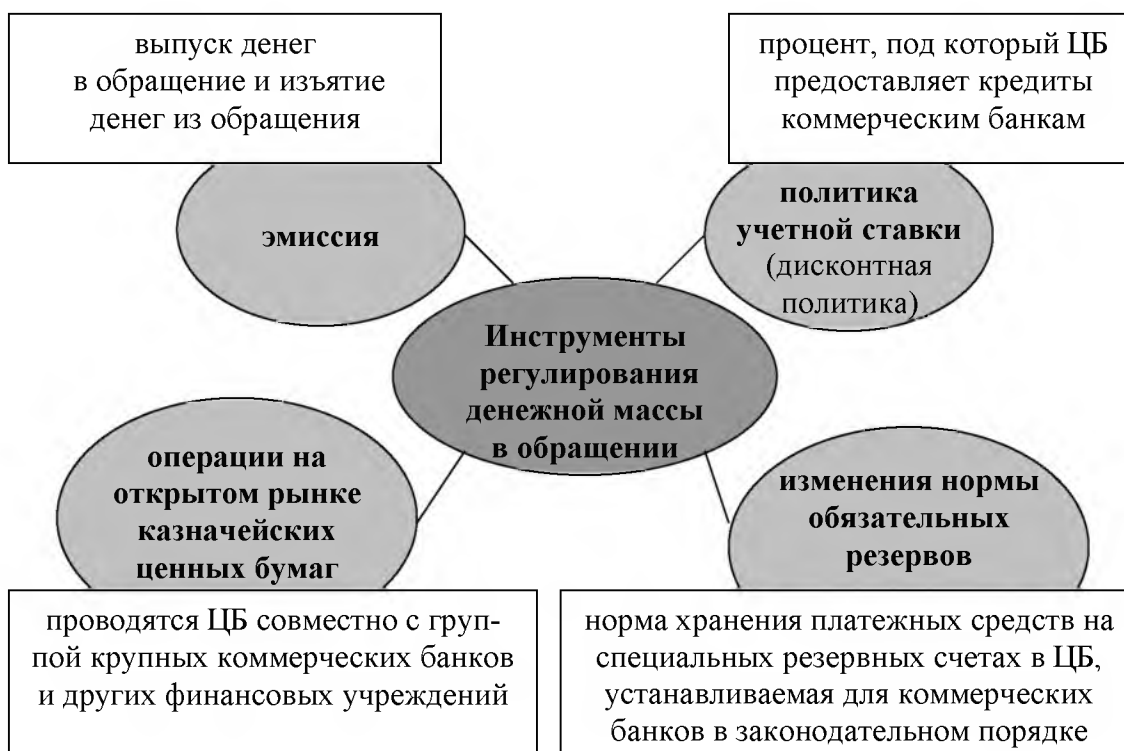 выпуск денег
в обращение и изъятие
денег из обращения
процент, под который ЦБ
предоставляет кредиты
коммерческим банкам
эмиссия
политика
учетной ставки
(дисконтная
политика)
Инструменты
регулирования
денежной массы
в обращении
операции на
открытом рынке
казначейских
ценных бумаг
изменения нормы
обязательных
резервов
проводятся ЦБ совместно с груп-
пой крупных коммерческих банков
и других финансовых учреждений
норма хранения платежных средств на
специальных резервных счетах в ЦБ,
устанавливаемая для коммерческих
банков в законодательном порядке